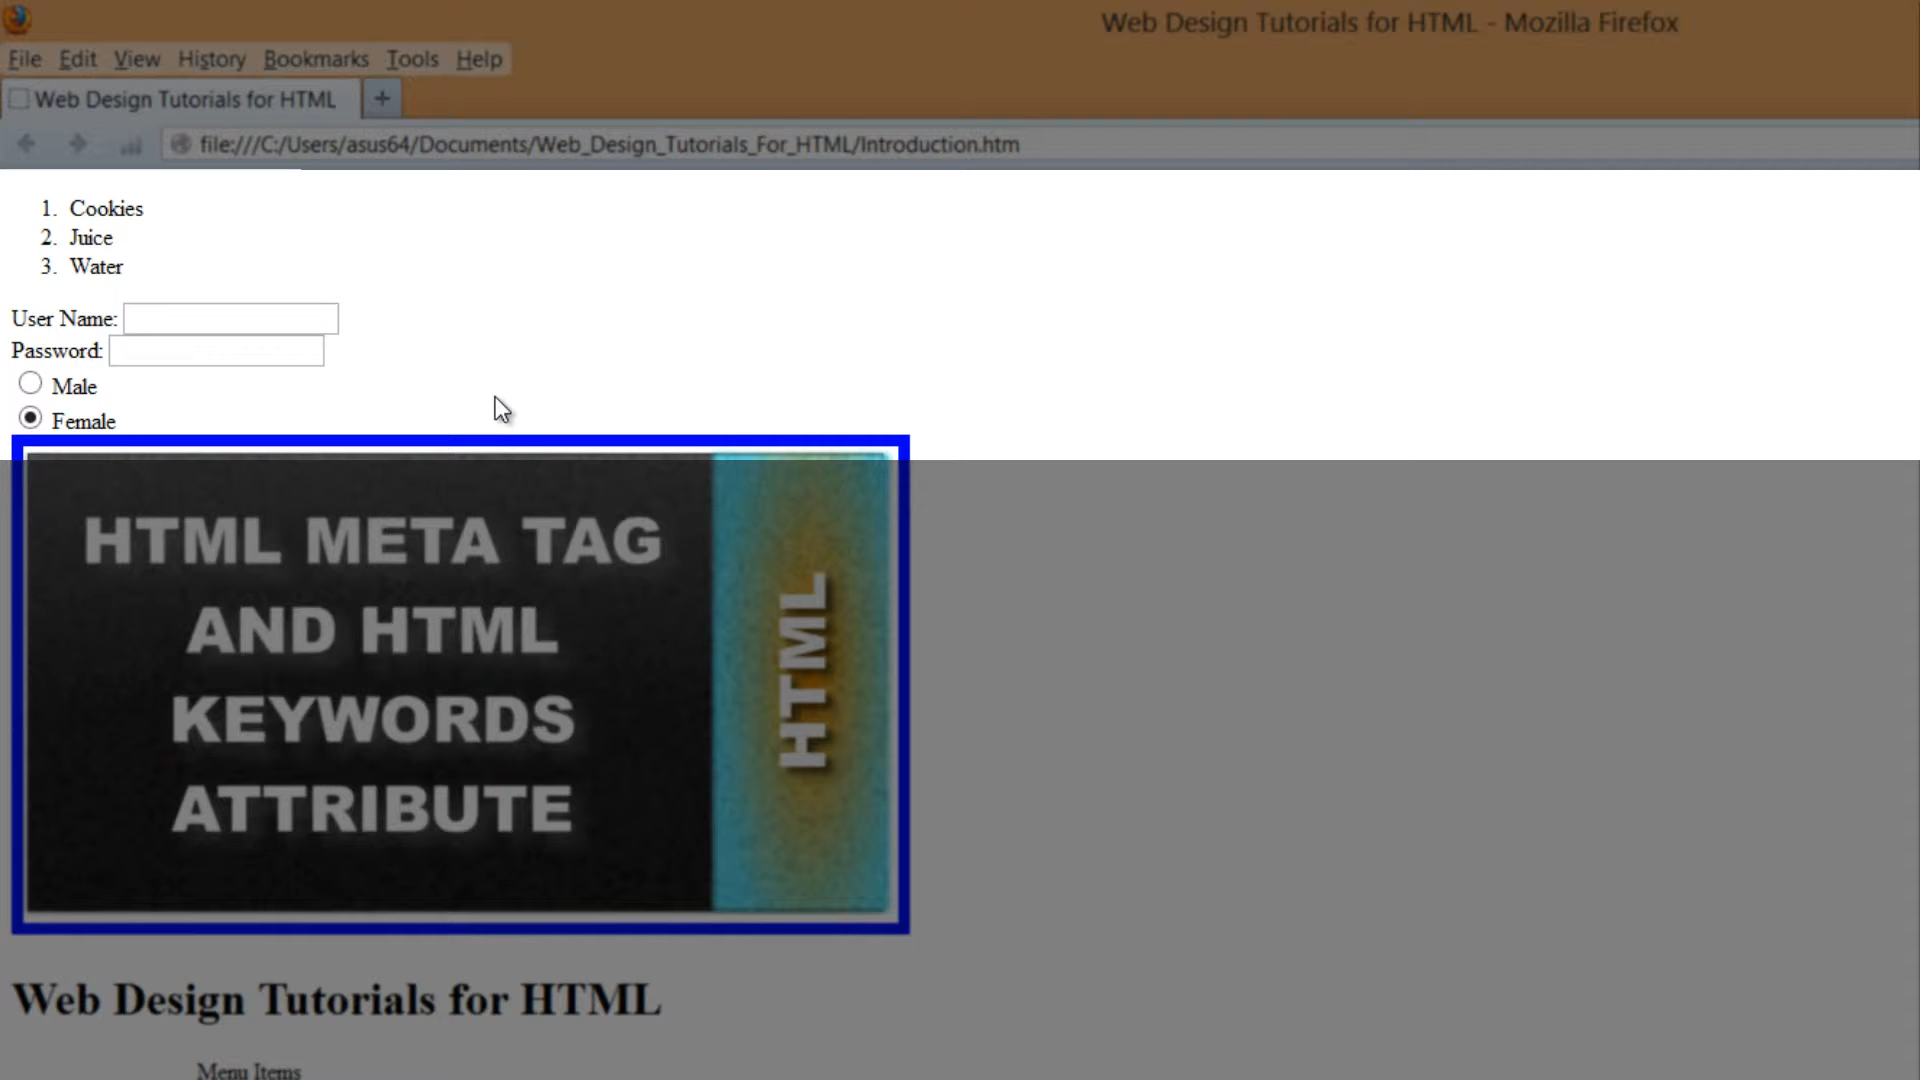 Web Design Tutorials for HTML - Mozilla Firefox
File Edit View History Bookmarks Tools Help
Web Design Tutorials for HTML +
file:///C:/Users/asus64/Documents/Web_Design_Tutorials_For_HTML/Introduction.htm
1. Cookies
2. Juice
3. Water
User Name:
Password:
Male
Female
HTML META TAG
AND HTML
KEYWORDS
ATTRIBUTE
HTML
Web Design Tutorials for HTML
Menu Items